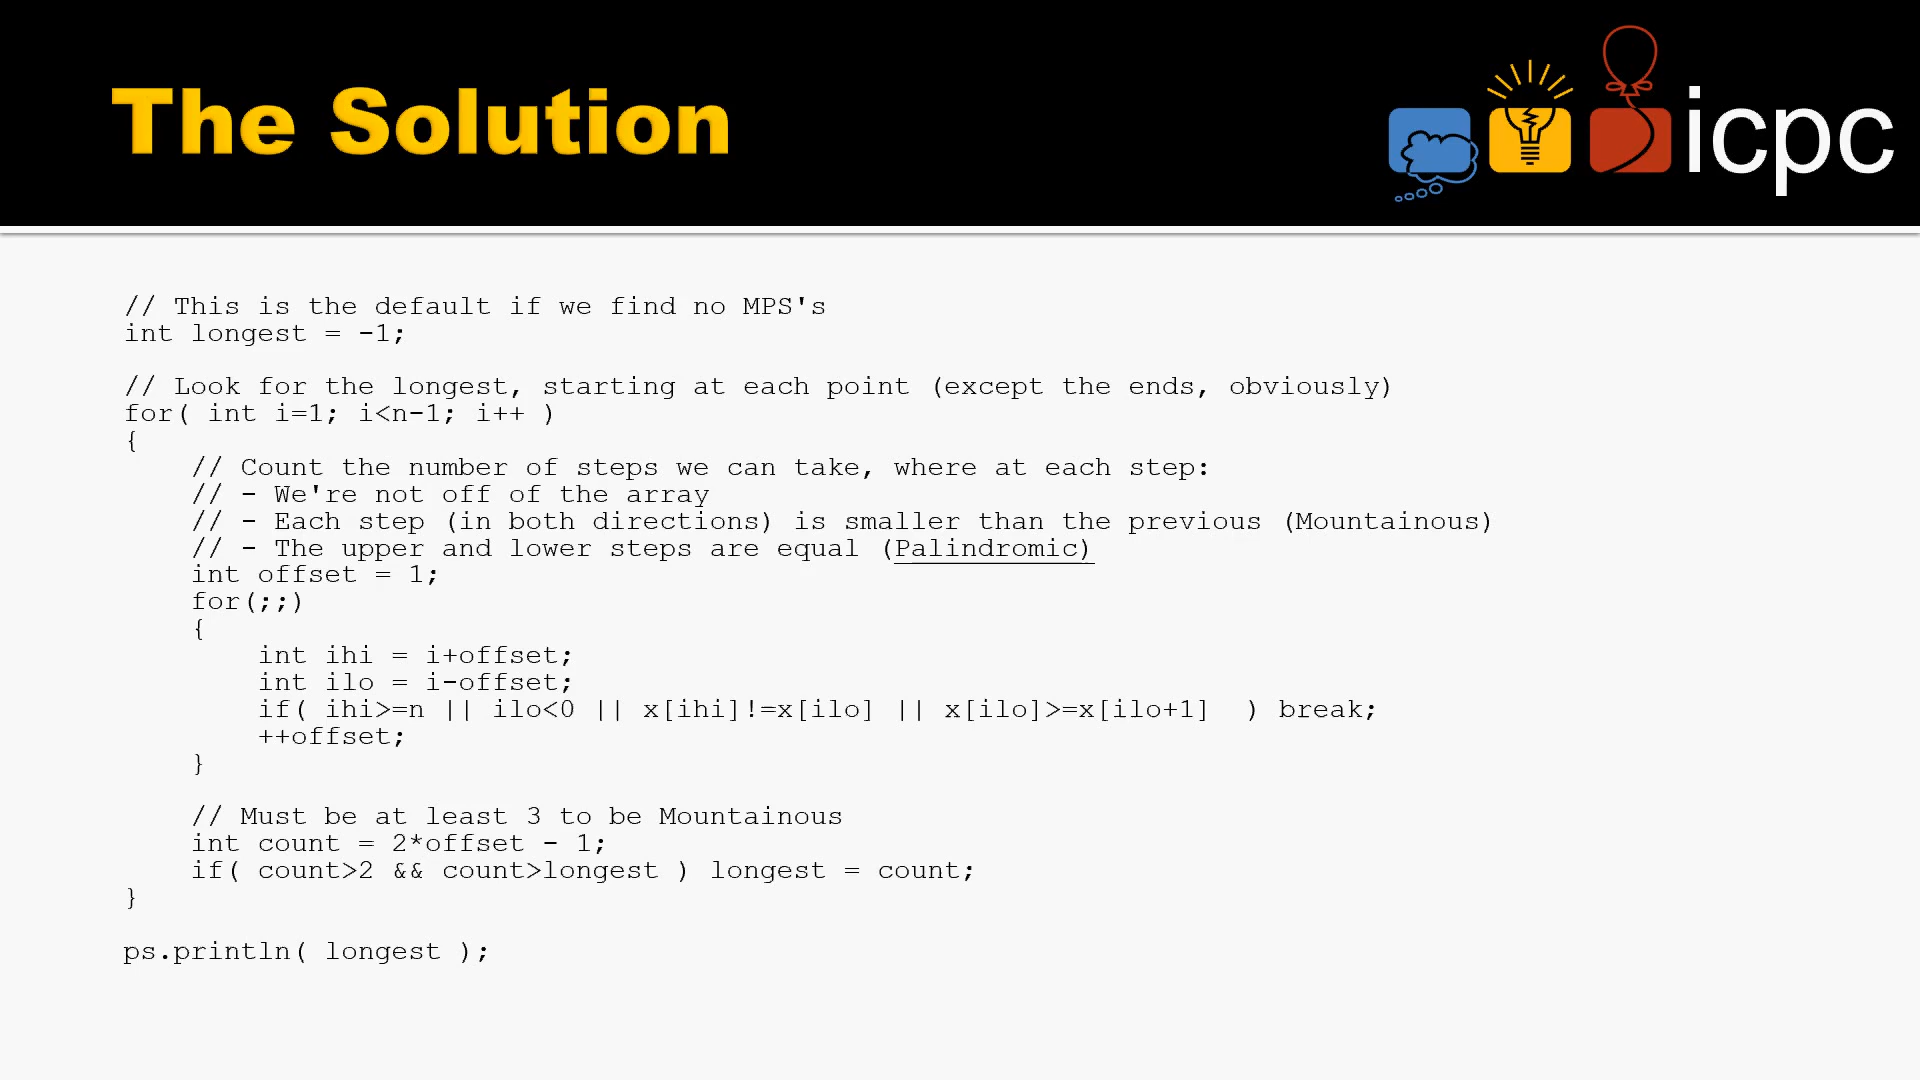 The Solution
icpc
// This is the default if we find no MPS's
int longest = -1;
// Look for the longest, starting at each point (except the ends, obviously)
for( int i=1; i<n-1; i++ )
{
    // Count the number of steps we can take, where at each step:
    // - We're not off of the array
    // - Each step (in both directions) is smaller than the previous (Mountainous)
    // - The upper and lower steps are equal (Palindromic)
    int offset = 1;
    for(;;)
    {
        int ihi = i+offset;
        int ilo = i-offset;
        if( ihi>=n || ilo<0 || x[ihi]!=x[ilo] || x[ilo]>=x[ilo+1]  ) break;
        ++offset;
    }
    // Must be at least 3 to be Mountainous
    int count = 2*offset - 1;
    if( count>2 && count>longest ) longest = count;
}
ps.println( longest );